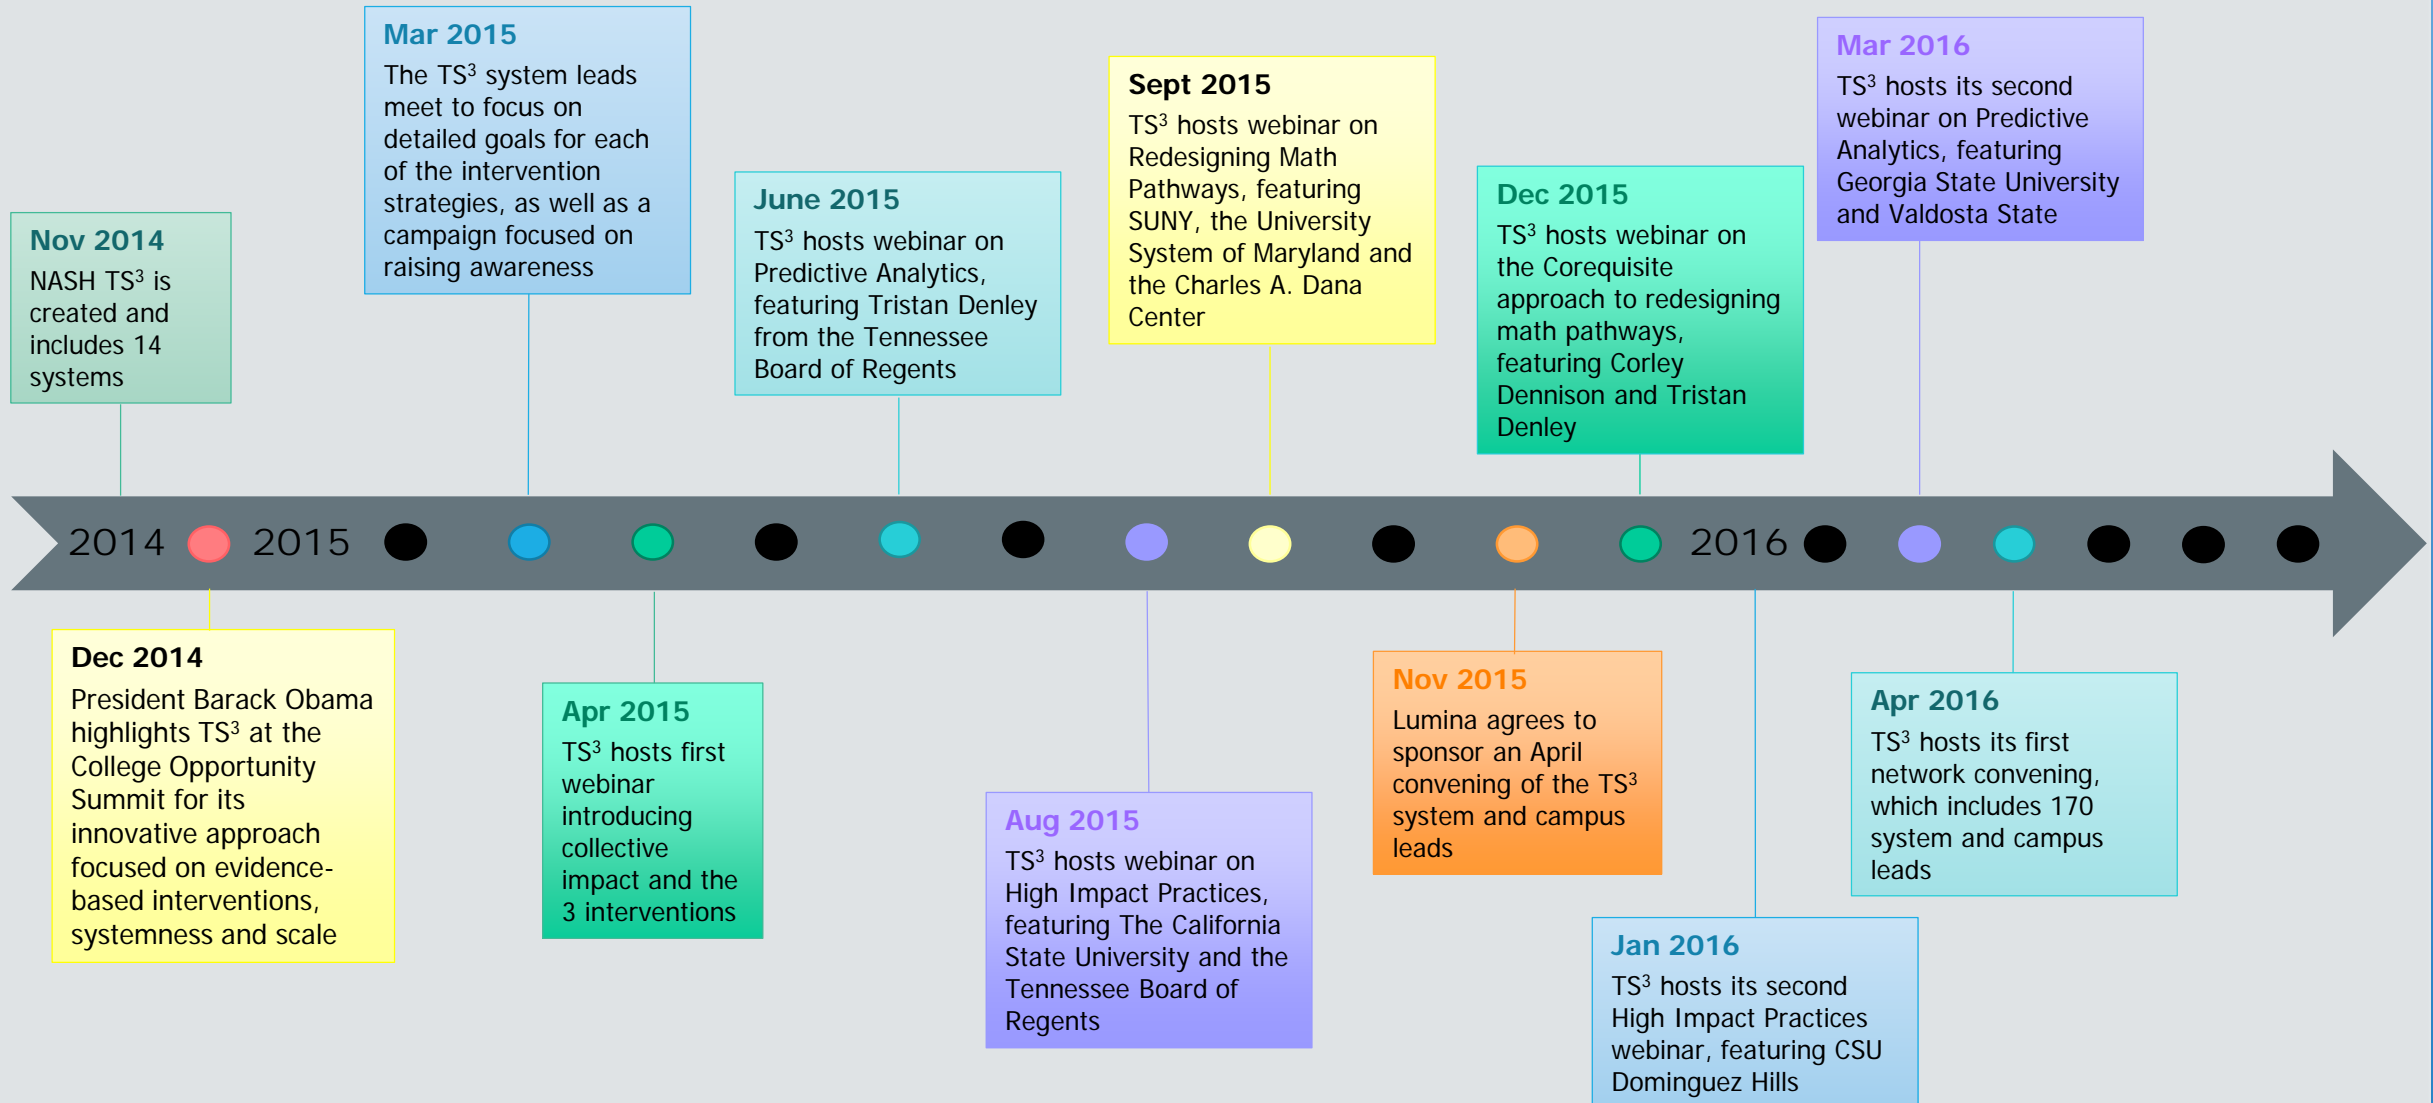 Nov 2014
NASH TS³ is
created and
includes 14
systems
Mar 2015
The TS³ system leads
meet to focus on
detailed goals for each
of the intervention
strategies, as well as a
campaign focused on
raising awareness
June 2015
TS³ hosts webinar on
Predictive Analytics,
featuring Tristan Denley
from the Tennessee
Board of Regents
Sept 2015
TS³ hosts webinar on
Redesigning Math
Pathways, featuring
SUNY, the University
System of Maryland and
the Charles A. Dana
Center
Dec 2015
TS³ hosts webinar on
the Corequisite
approach to redesigning
math pathways,
featuring Corley
Dennison and Tristan
Denley
Mar 2016
TS³ hosts its second
webinar on Predictive
Analytics, featuring
Georgia State University
and Valdosta State
2014
2015
2016
Dec 2014
President Barack Obama
highlights TS³ at the
College Opportunity
Summit for its
innovative approach
focused on evidence-
based interventions,
systemness and scale
Apr 2015
TS³ hosts first
webinar
introducing
collective
impact and the
3 interventions
Aug 2015
TS³ hosts webinar on
High Impact Practices,
featuring The California
State University and the
Tennessee Board of
Regents
Nov 2015
Lumina agrees to
sponsor an April
convening of the TS³
system and campus
leads
Jan 2016
TS³ hosts its second
High Impact Practices
webinar, featuring CSU
Dominguez Hills
Apr 2016
TS³ hosts its first
network convening,
which includes 170
system and campus
leads